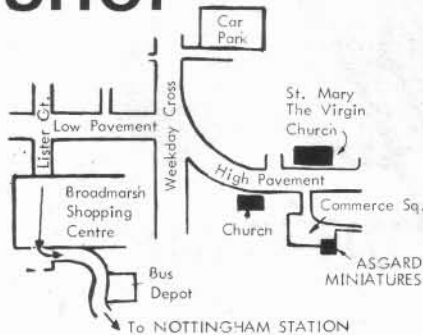 SHOP
Car
Park
St. Mary
The Virgin
Church
Lister Gt.
Low Pavement
Weekday Cross
High Pavement
Broadmarsh
Shopping
Centre
Church
Commerce Sq.
ASGARD
MINIATURES
Bus
Depot
To NOTTINGHAM STATION